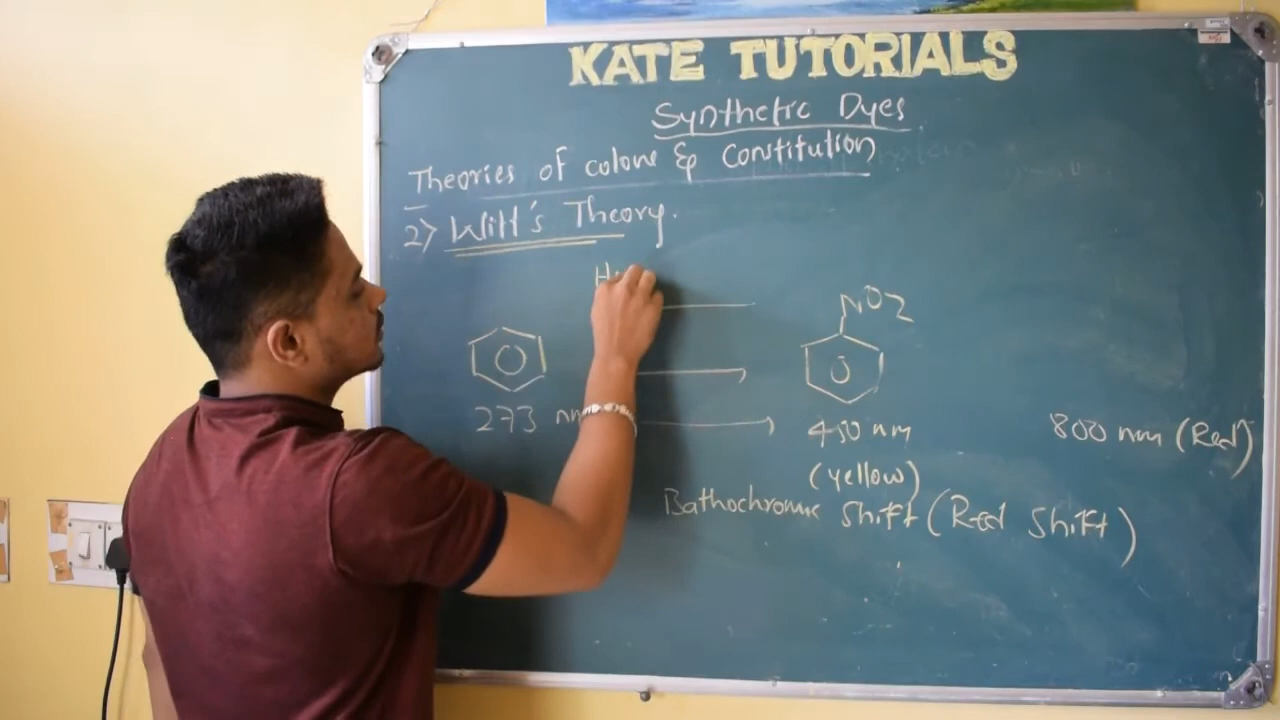 KATE TUTORIALS
Synthetic Dyes
Theories of colour & Constitution
2) Witt's Theory.
NO2
273 nm
450 nm
800 nm (Red)
(yellow)
Bathochromic Shift (Red Shift)